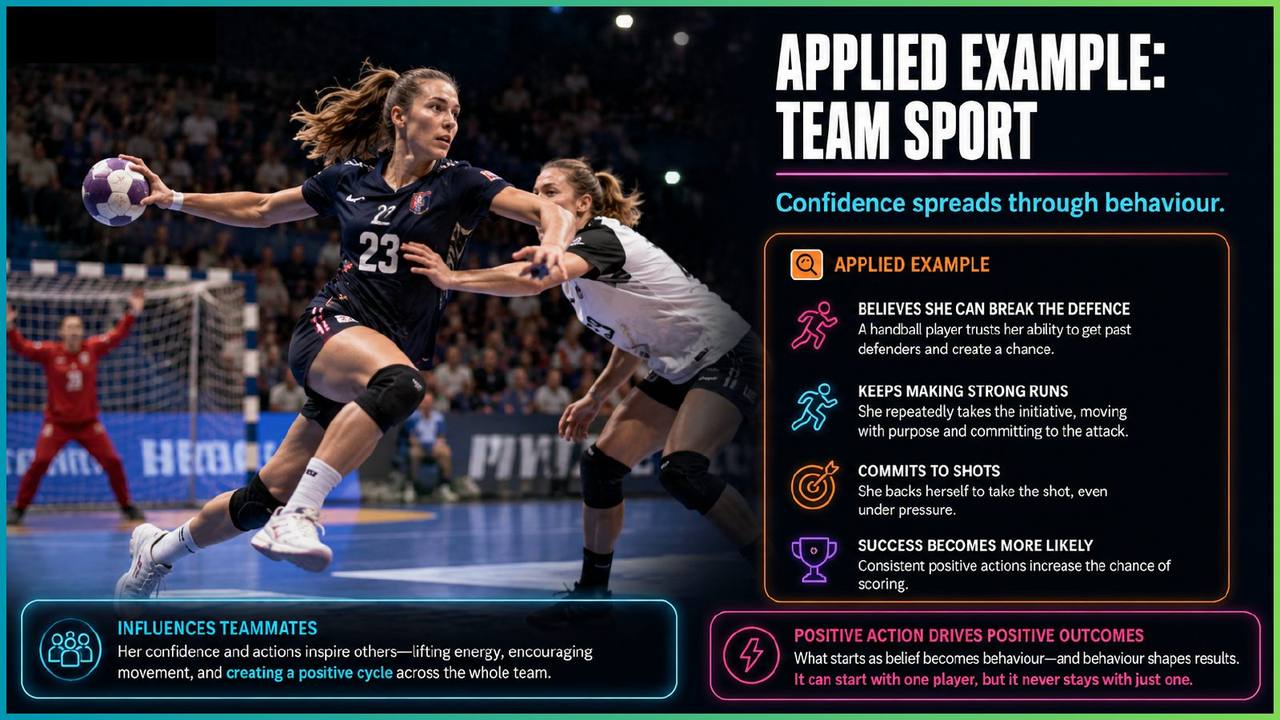 APPLIED EXAMPLE:
TEAM SPORT
Confidence spreads through behaviour.
APPLIED EXAMPLE
BELIEVES SHE CAN BREAK THE DEFENCE
A handball player trusts her ability to get past
defenders and create a chance.
KEEPS MAKING STRONG RUNS
She repeatedly takes the initiative, moving
with purpose and committing to the attack.
COMMITS TO SHOTS
She backs herself to take the shot, even
under pressure.
SUCCESS BECOMES MORE LIKELY
Consistent positive actions increase the chance of
scoring.
22
23
INFLUENCES TEAMMATES
Her confidence and actions inspire others—lifting energy, encouraging
movement, and creating a positive cycle across the whole team.
POSITIVE ACTION DRIVES POSITIVE OUTCOMES
What starts as belief becomes behaviour—and behaviour shapes results.
It can start with one player, but it never stays with just one.